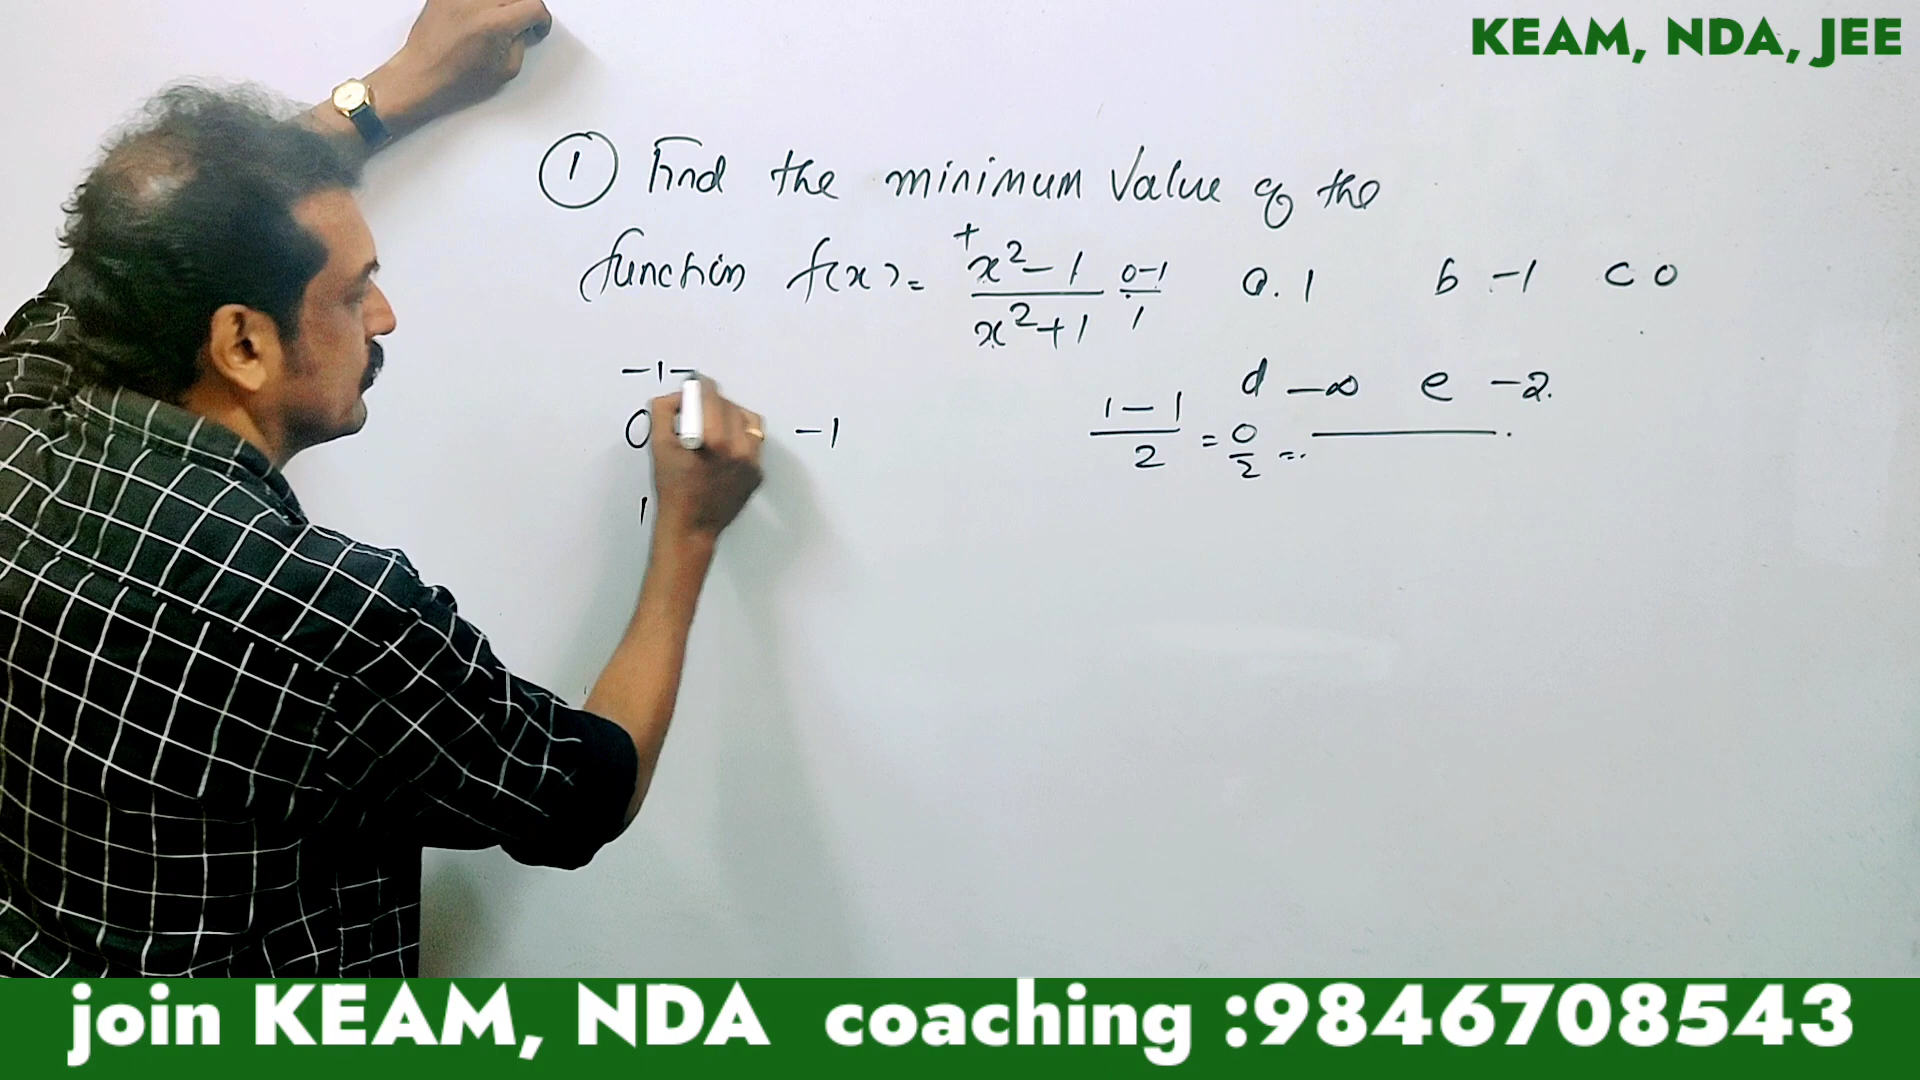 KEAM, NDA, JEE
① Find the minimum value of the
function f(x) = x²-1 / x²+1
+
0-1 / 1
a. 1 b -1 c 0
d -∞ e -2.
-1-
0 -1
1
1-1 / 2 = 0 / 2 =
join KEAM, NDA coaching :9846708543